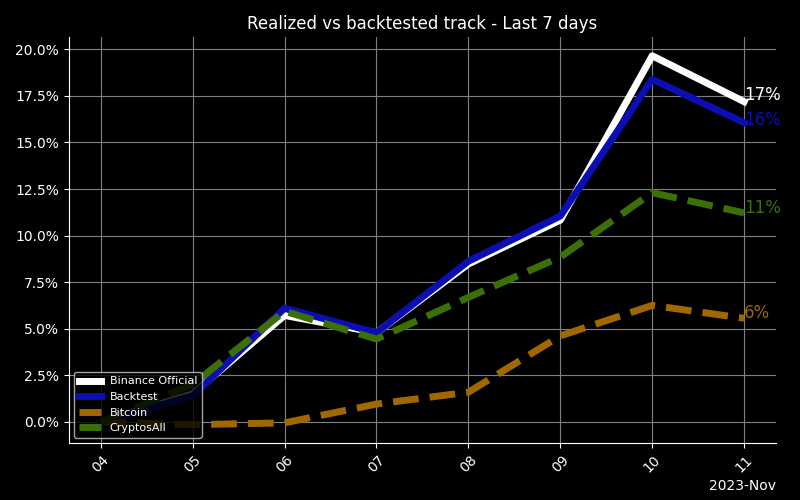 Realized vs backtested track - Last 7 days
20.0%
17.5%
15.0%
12.5%
10.0%
7.5%
5.0%
2.5%
0.0%
17%
16%
11%
6%
Binance Official
Backtest
Bitcoin
CryptosAll
04 05 06 07 08 09 10 11
2023-Nov